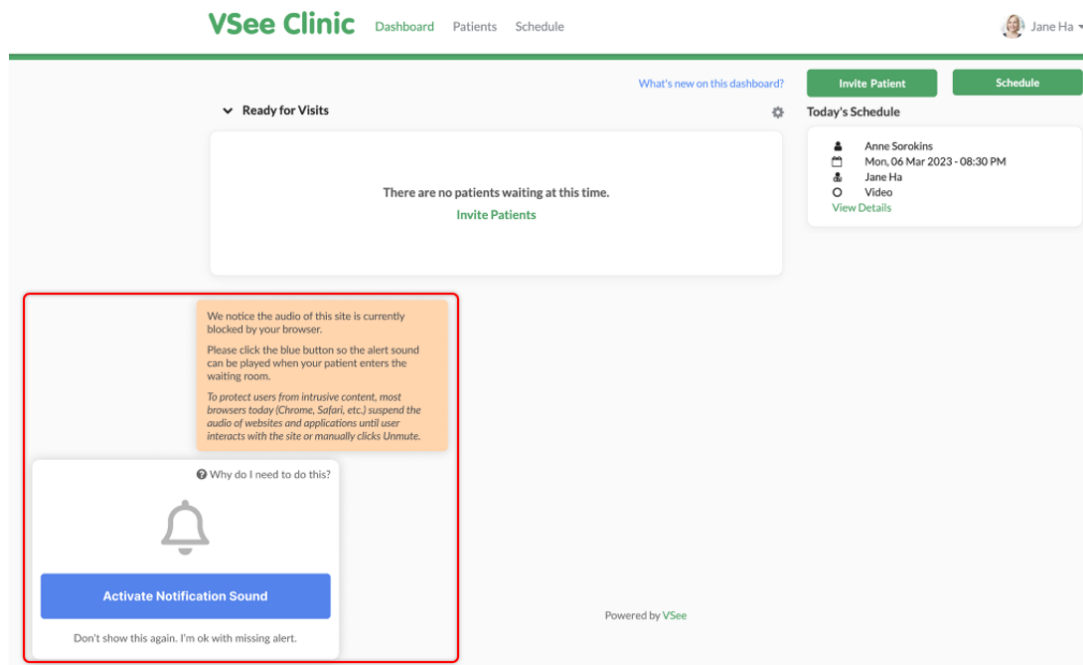 VSee Clinic Dashboard Patients Schedule Jane Ha
What's new on this dashboard?
Invite Patient
Schedule
Ready for Visits
There are no patients waiting at this time.
Invite Patients
Today's Schedule
Anne Sorokins
Mon, 06 Mar 2023 - 08:30 PM
Jane Ha
Video
View Details
We notice the audio of this site is currently
blocked by your browser.
Please click the blue button so the alert sound
can be played when your patient enters the
waiting room.
To protect users from intrusive content, most
browsers today (Chrome, Safari, etc.) suspend the
audio of websites and applications until user
interacts with the site or manually clicks Unmute.
Why do I need to do this?
Activate Notification Sound
Don't show this again. I'm ok with missing alert.
Powered by VSee